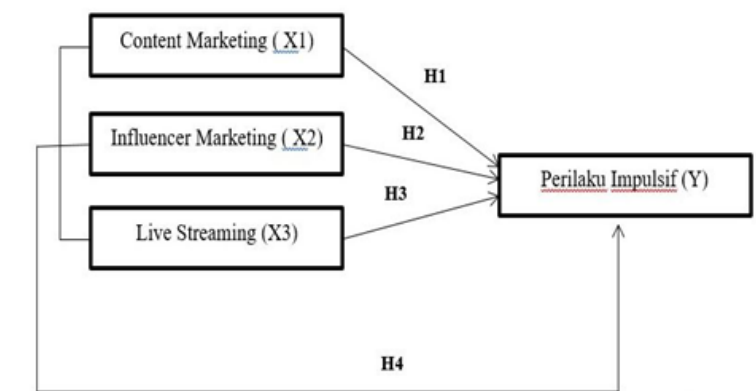 Content Marketing ( X1)
H1
Influencer Marketing ( X2)
H2
Perilaku Impulsif (Y)
H3
Live Streaming (X3)
H4